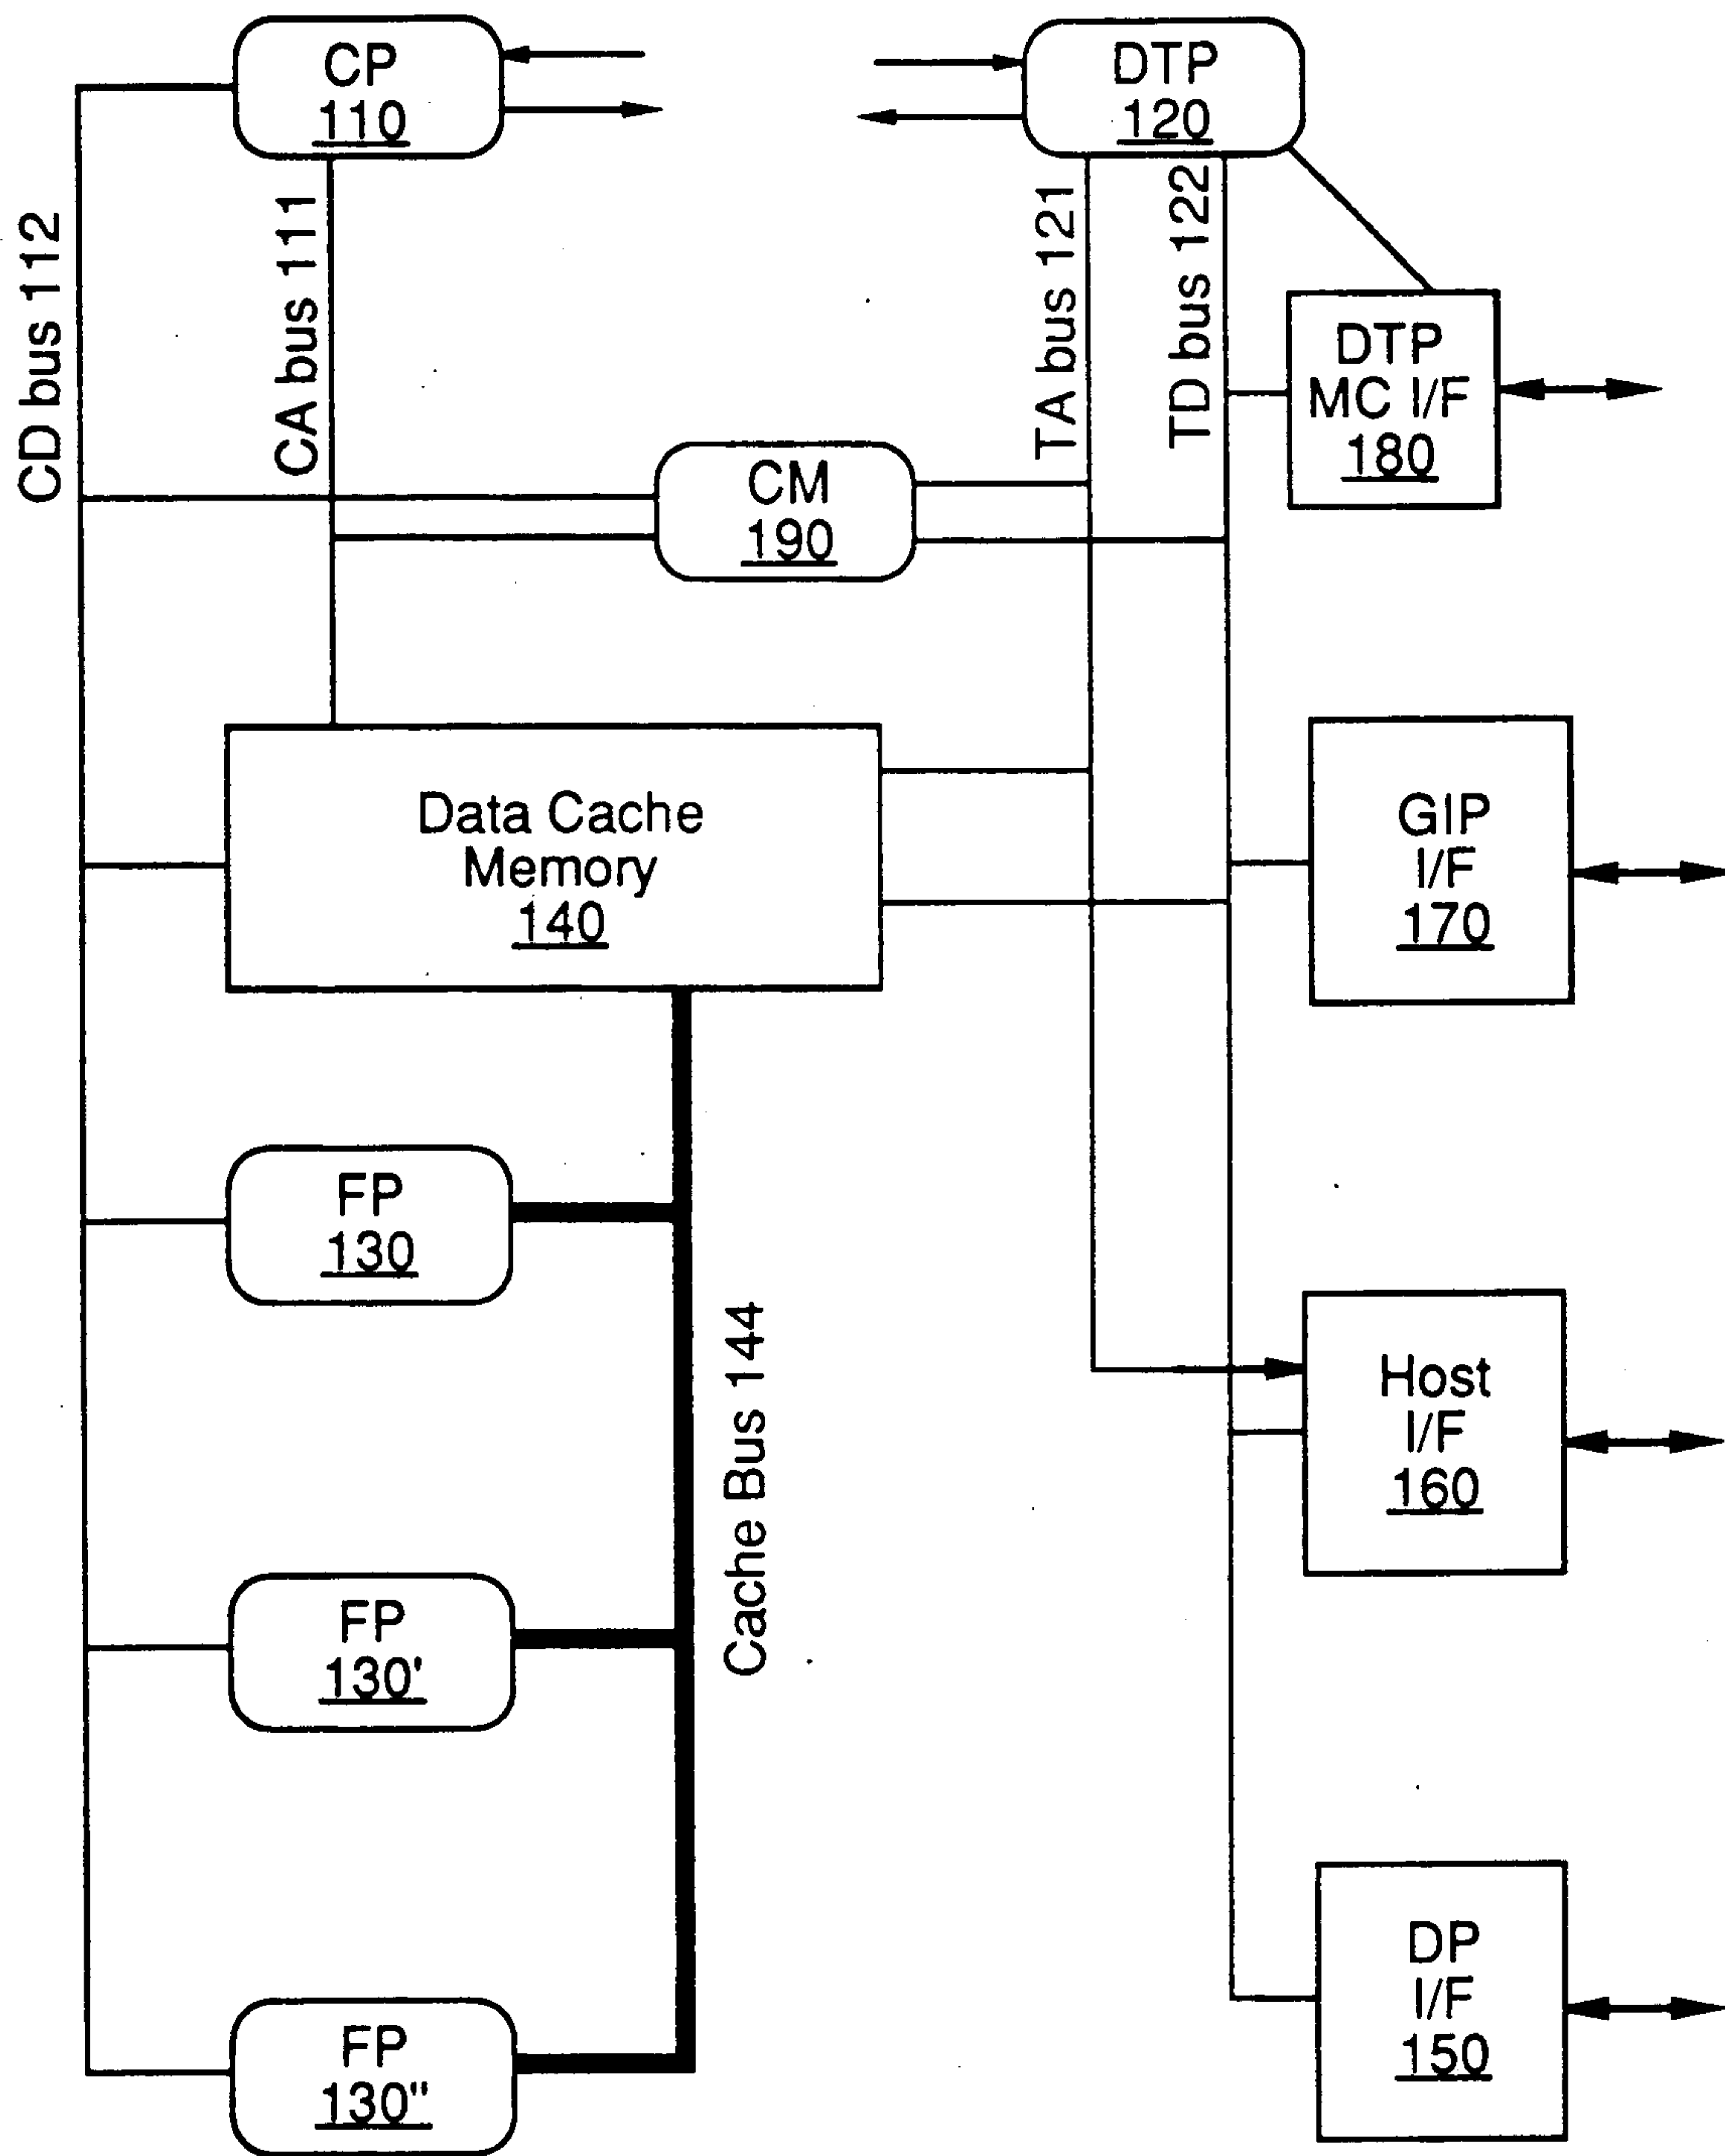 CP
110
DTP
120
CD bus 112
CA bus 111
TA bus 121
TD bus 122
DTP
MC I/F
180
CM
190
Data Cache
Memory
140
GIP
I/F
170
FP
130
Cache Bus 144
Host
I/F
160
FP
130'
DP
I/F
150
FP
130"